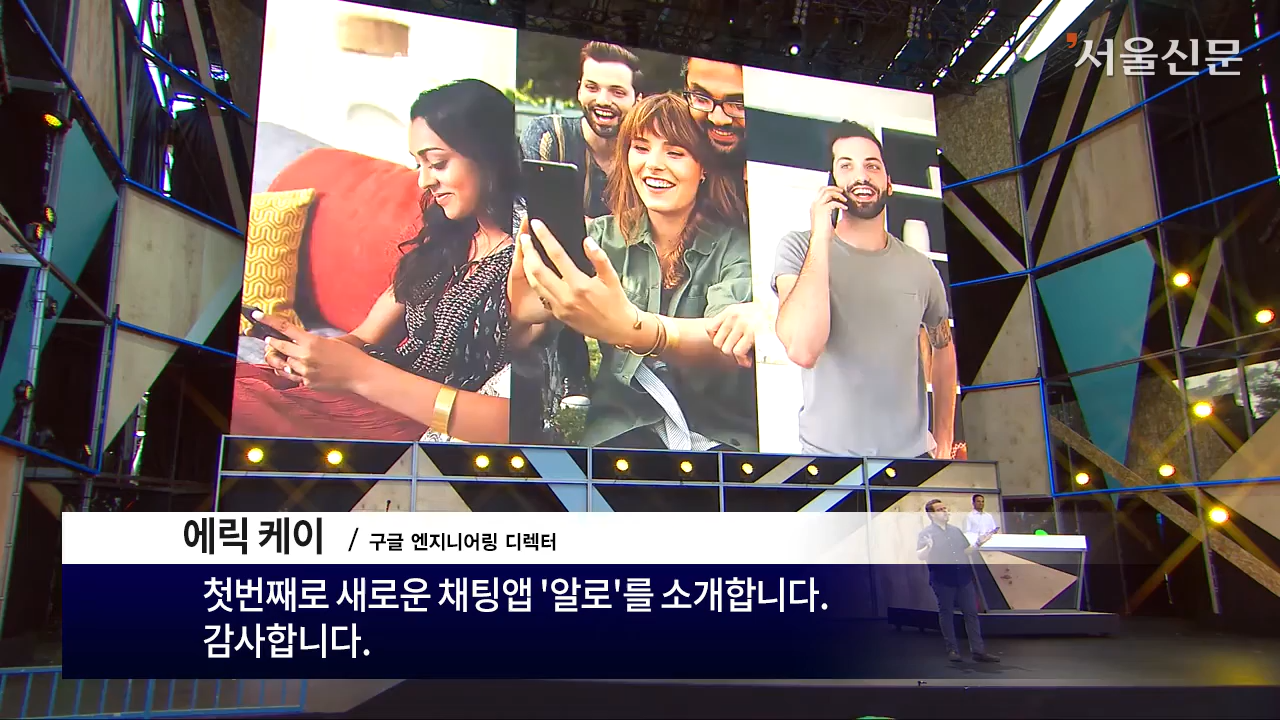 서울신문
에릭 케이 / 구글 엔지니어링 디렉터
첫번째로 새로운 채팅앱 '알로'를 소개합니다.
감사합니다.